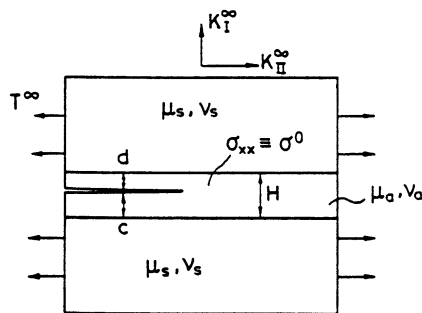 K_I^∞
K_II^∞
T^∞
μ_s, ν_s
d
σ_xx ≡ σ^0
H
μ_a, ν_a
c
μ_s, ν_s